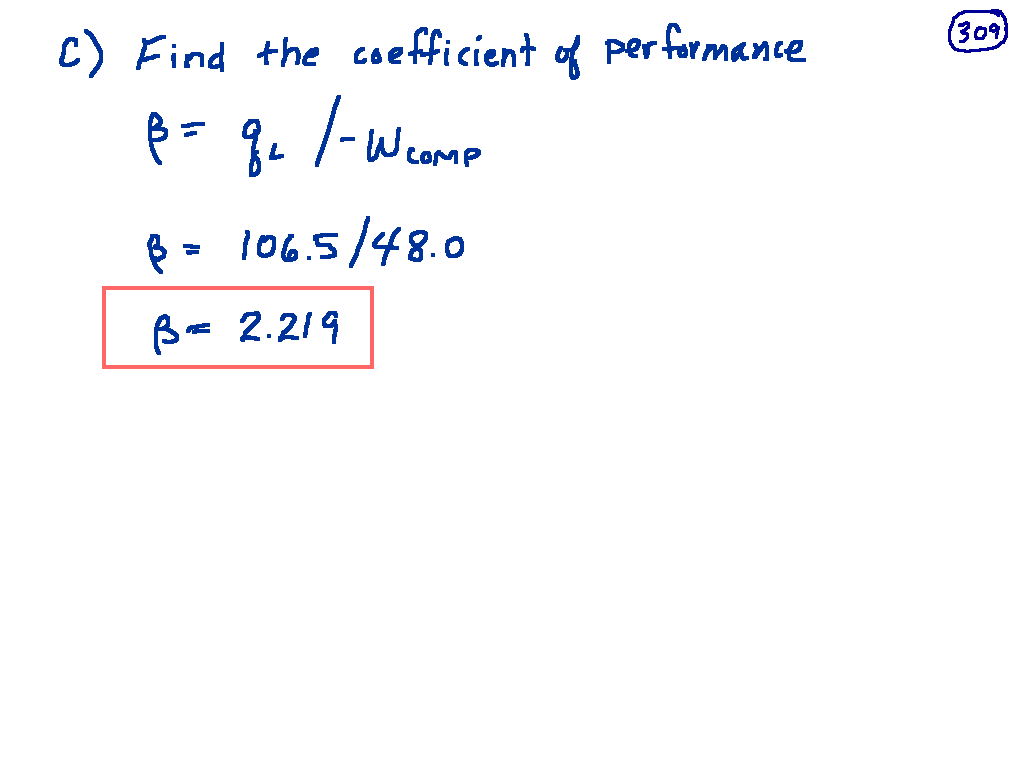 C) Find the coefficient of performance
309
β = qL / -WCOMP
β = 106.5/48.0
β = 2.219